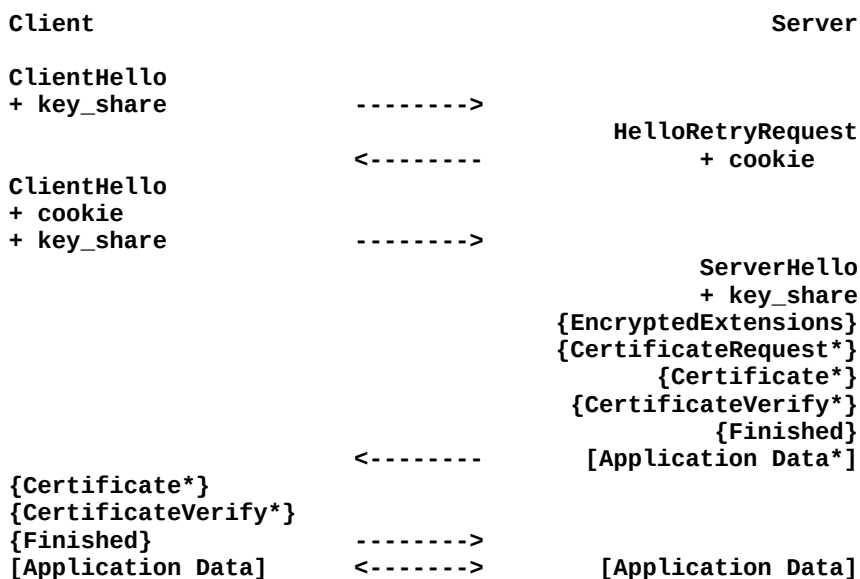 Client                                           Server

ClientHello
+ key_share             -------->
                                      HelloRetryRequest
                        <--------              + cookie
ClientHello
+ cookie
+ key_share             -------->
                                            ServerHello
                                            + key_share
                                  {EncryptedExtensions}
                                  {CertificateRequest*}
                                         {Certificate*}
                                   {CertificateVerify*}
                                             {Finished}
                        <--------    [Application Data*]
{Certificate*}
{CertificateVerify*}
{Finished}              -------->
[Application Data]      <------->     [Application Data]